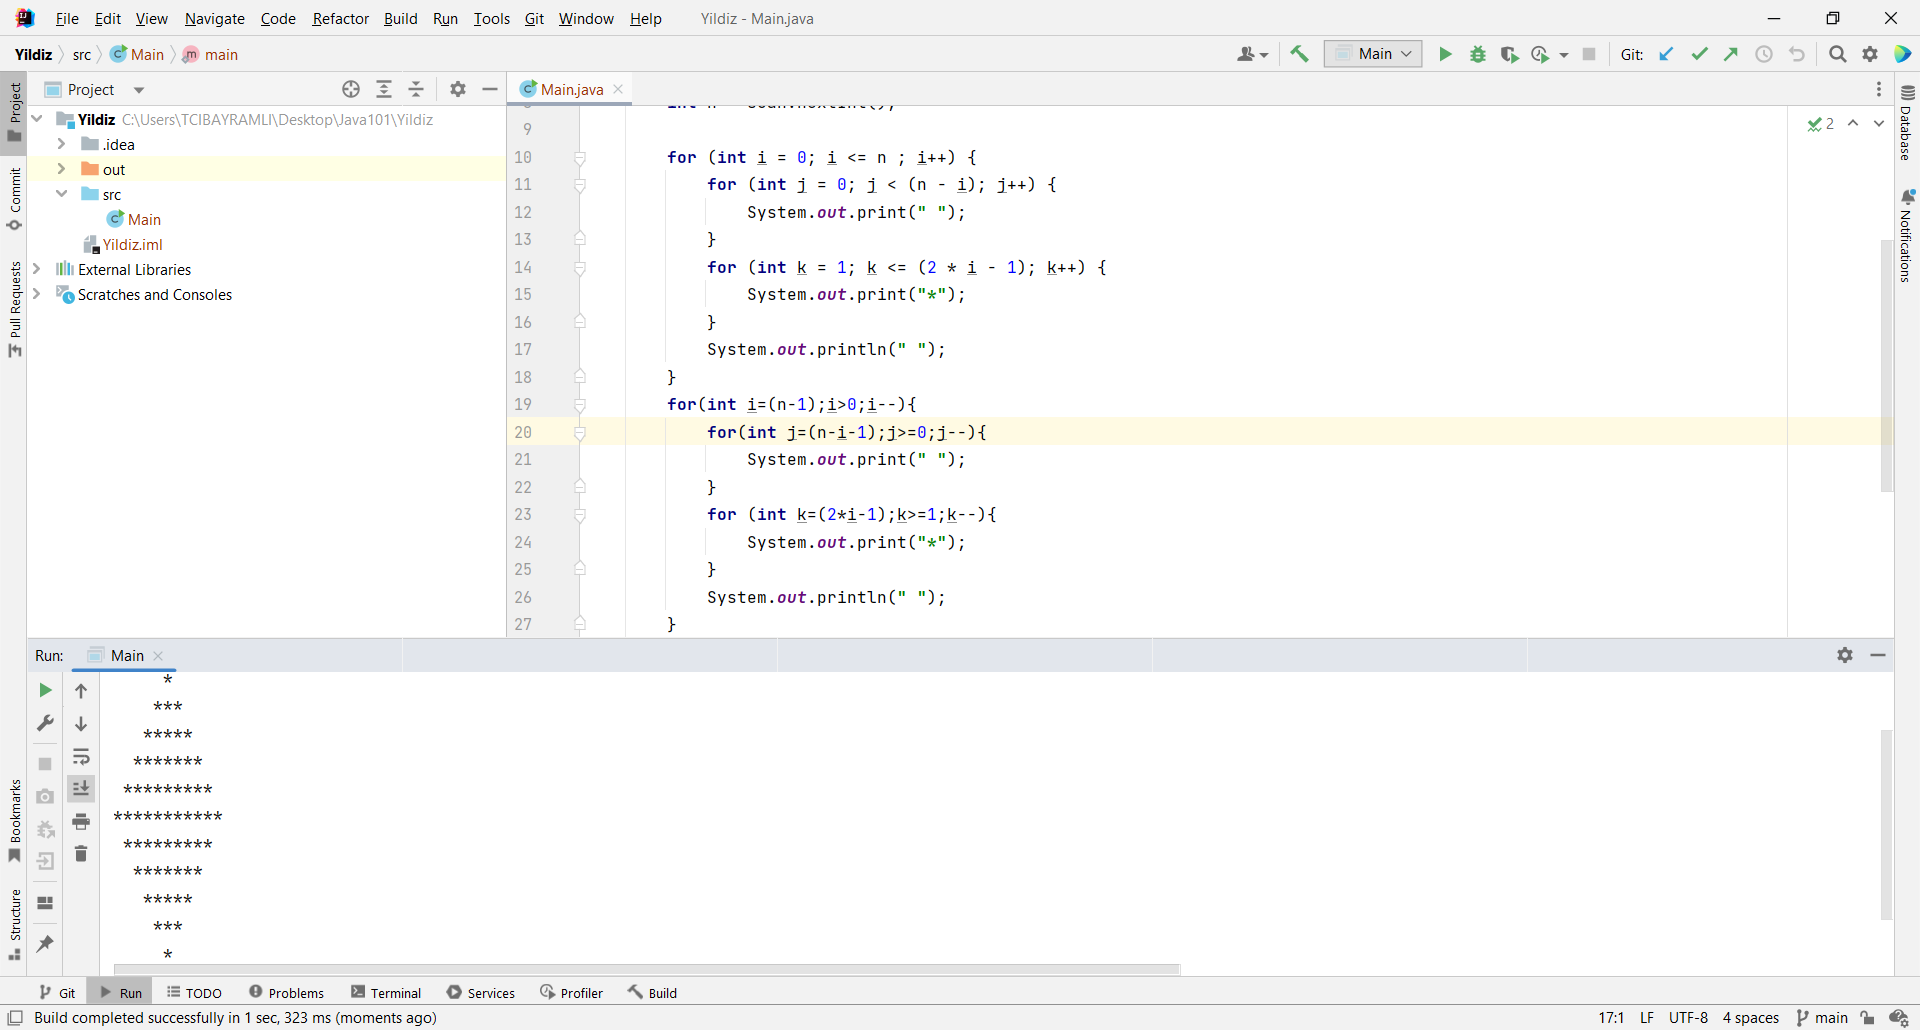 File Edit View Navigate Code Refactor Build Run Tools Git Window Help Yildiz - Main.java
Yildiz src Main main Main Git:
Project Main.java
Yildiz C:\Users\TCIBAYRAMLI\Desktop\Java101\Yildiz
.idea
out
src
Main
Yildiz.iml
External Libraries
Scratches and Consoles
Project
Commit
Pull Requests
Bookmarks
Structure
2
Database
Notifications
9
10 for (int i = 0; i <= n ; i++) {
11 for (int j = 0; j < (n - i); j++) {
12 System.out.print(" ");
13 }
14 for (int k = 1; k <= (2 * i - 1); k++) {
15 System.out.print("*");
16 }
17 System.out.println(" ");
18 }
19 for(int i=(n-1);i>0;i--){
20 for(int j=(n-i-1);j>=0;j--){
21 System.out.print(" ");
22 }
23 for (int k=(2*i-1);k>=1;k--){
24 System.out.print("*");
25 }
26 System.out.println(" ");
27 }
Run: Main
*
***
*****
*******
*********
***********
*********
*******
*****
***
*
Git Run TODO Problems Terminal Services Profiler Build
Build completed successfully in 1 sec, 323 ms (moments ago) 17:1 LF UTF-8 4 spaces main